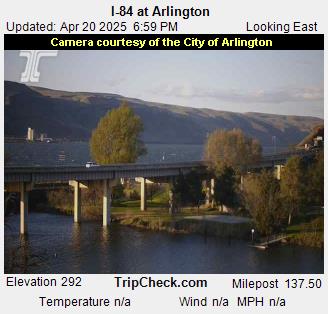 I-84 at Arlington
Updated: Apr 20 2025 6:59 PM Looking East
Camera courtesy of the City of Arlington
Elevation 292 TripCheck.com Milepost 137.50
Temperature n/a Wind n/a MPH n/a